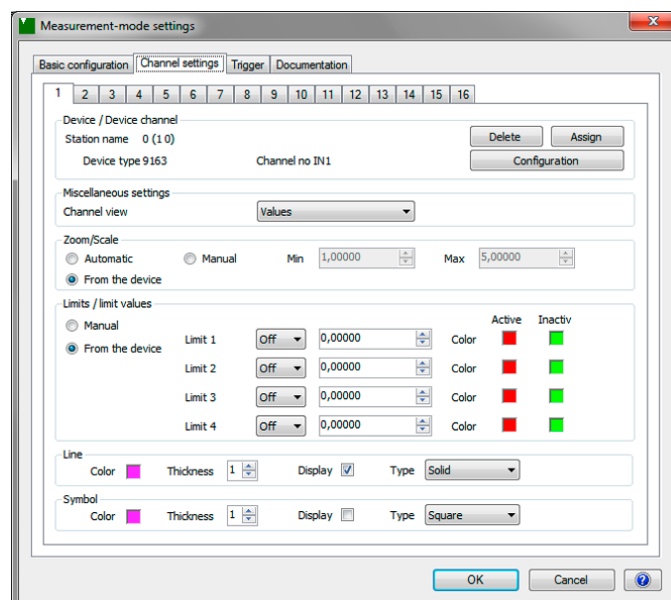 Measurement-mode settings
Basic configuration Channel settings Trigger Documentation
1 2 3 4 5 6 7 8 9 10 11 12 13 14 15 16
Device / Device channel
Station name 0 (1 0) Delete Assign
Device type 9163 Channel no IN1 Configuration
Miscellaneous settings
Channel view Values
Zoom/Scale
Automatic Manual Min 1,00000 Max 5,00000
From the device
Limits / limit values
Manual Active Inactiv
From the device Limit 1 Off 0,00000 Color
Limit 2 Off 0,00000 Color
Limit 3 Off 0,00000 Color
Limit 4 Off 0,00000 Color
Line
Color Thickness 1 Display Type Solid
Symbol
Color Thickness 1 Display Type Square
OK Cancel ?